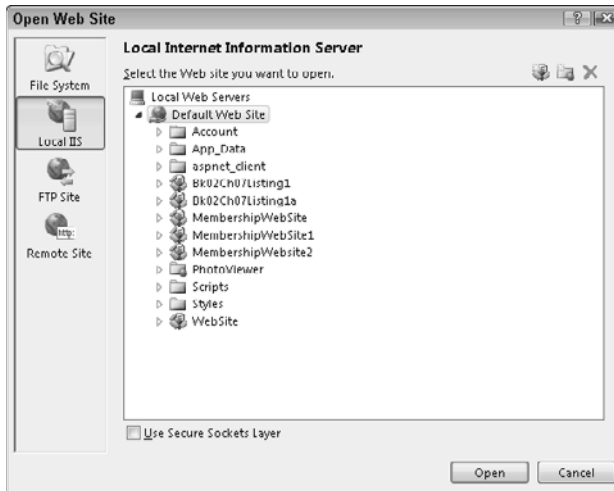 Open Web Site
File System
Local IIS
FTP Site
http:
Remote Site
Local Internet Information Server
Select the Web site you want to open.
Local Web Servers
Default Web Site
Account
App_Data
aspnet_client
Bk02Ch07Listing1
Bk02Ch07Listing1a
MembershipWebSite
MembershipWebSite1
MembershipWebsite2
PhotoViewer
Scripts
Styles
WebSite
Use Secure Sockets Layer
Open
Cancel